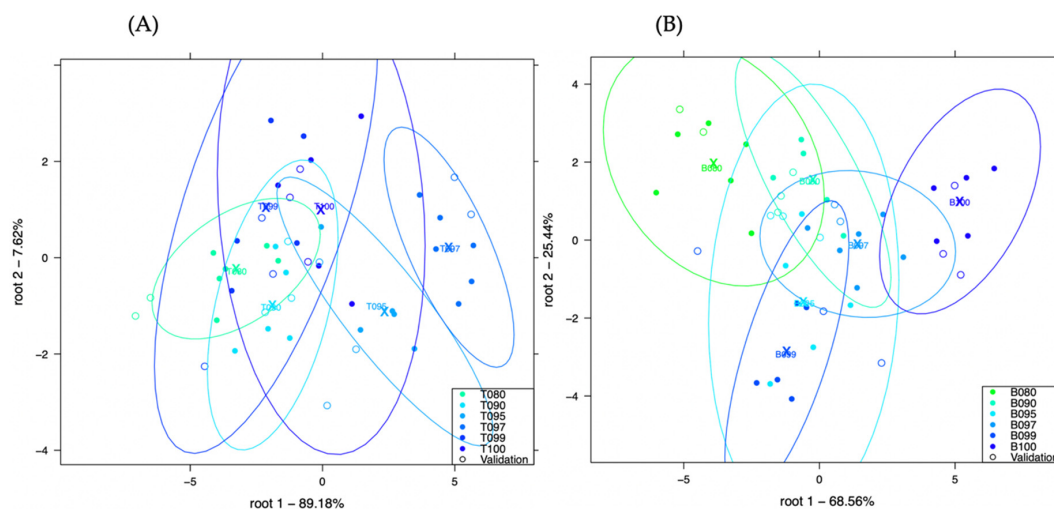 (A)
(B)
2
0
−2
−4
−5
0
5
root 2 − 7.62%
root 1 − 89.18%
T099
T100
T080
T090
T095
T097
T080
T090
T095
T097
T099
T100
Validation
4
2
0
−2
−4
−5
0
5
root 2 − 25.44%
root 1 − 68.56%
B080
B090
B100
B097
B095
B099
B080
B090
B095
B097
B099
B100
Validation